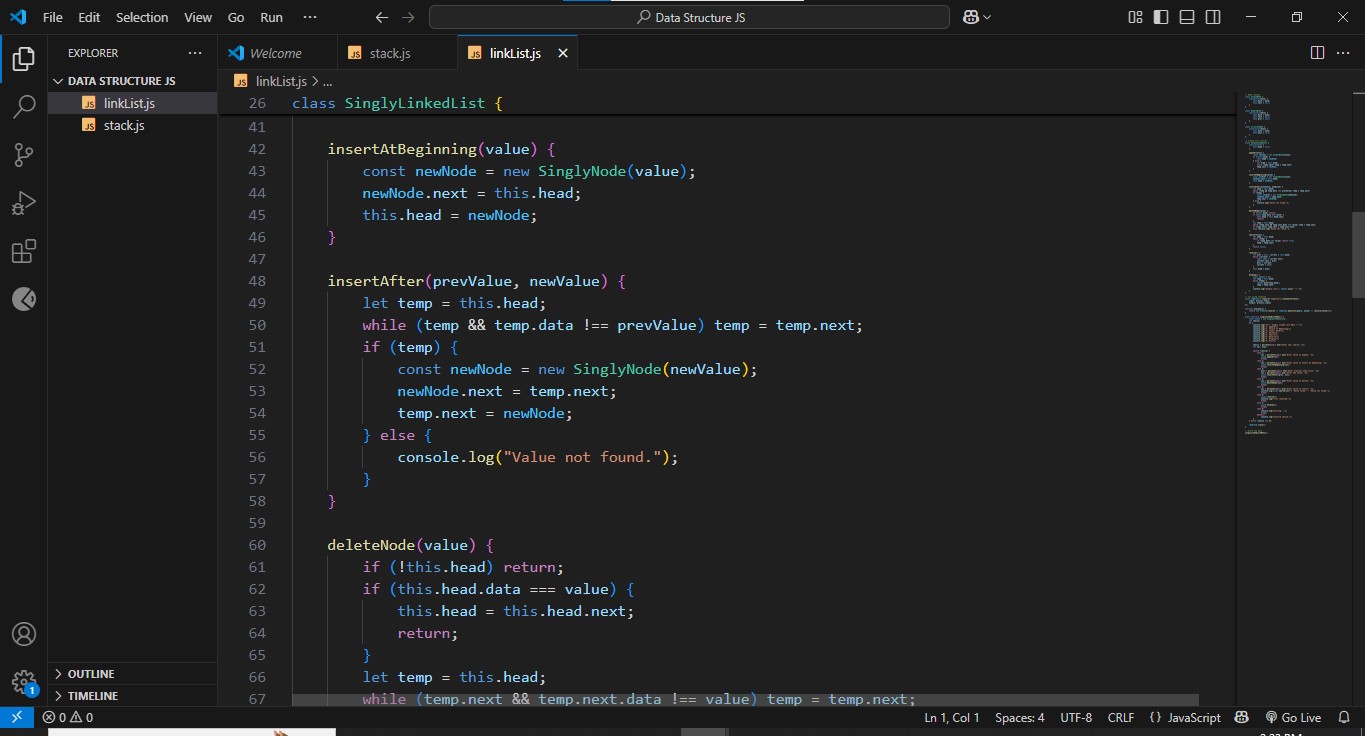 File Edit Selection View Go Run ··· Data Structure JS
EXPLORER ···
DATA STRUCTURE JS
linkList.js
stack.js
OUTLINE
TIMELINE
Welcome stack.js linkList.js
linkList.js > ...
26 class SinglyLinkedList {
41
42 insertAtBeginning(value) {
43 const newNode = new SinglyNode(value);
44 newNode.next = this.head;
45 this.head = newNode;
46 }
47
48 insertAfter(prevValue, newValue) {
49 let temp = this.head;
50 while (temp && temp.data !== prevValue) temp = temp.next;
51 if (temp) {
52 const newNode = new SinglyNode(newValue);
53 newNode.next = temp.next;
54 temp.next = newNode;
55 } else {
56 console.log("Value not found.");
57 }
58 }
59
60 deleteNode(value) {
61 if (!this.head) return;
62 if (this.head.data === value) {
63 this.head = this.head.next;
64 return;
65 }
66 let temp = this.head;
67 while (temp.next && temp.next.data !== value) temp = temp.next;
1
0 0 Ln 1, Col 1 Spaces: 4 UTF-8 CRLF {} JavaScript Go Live